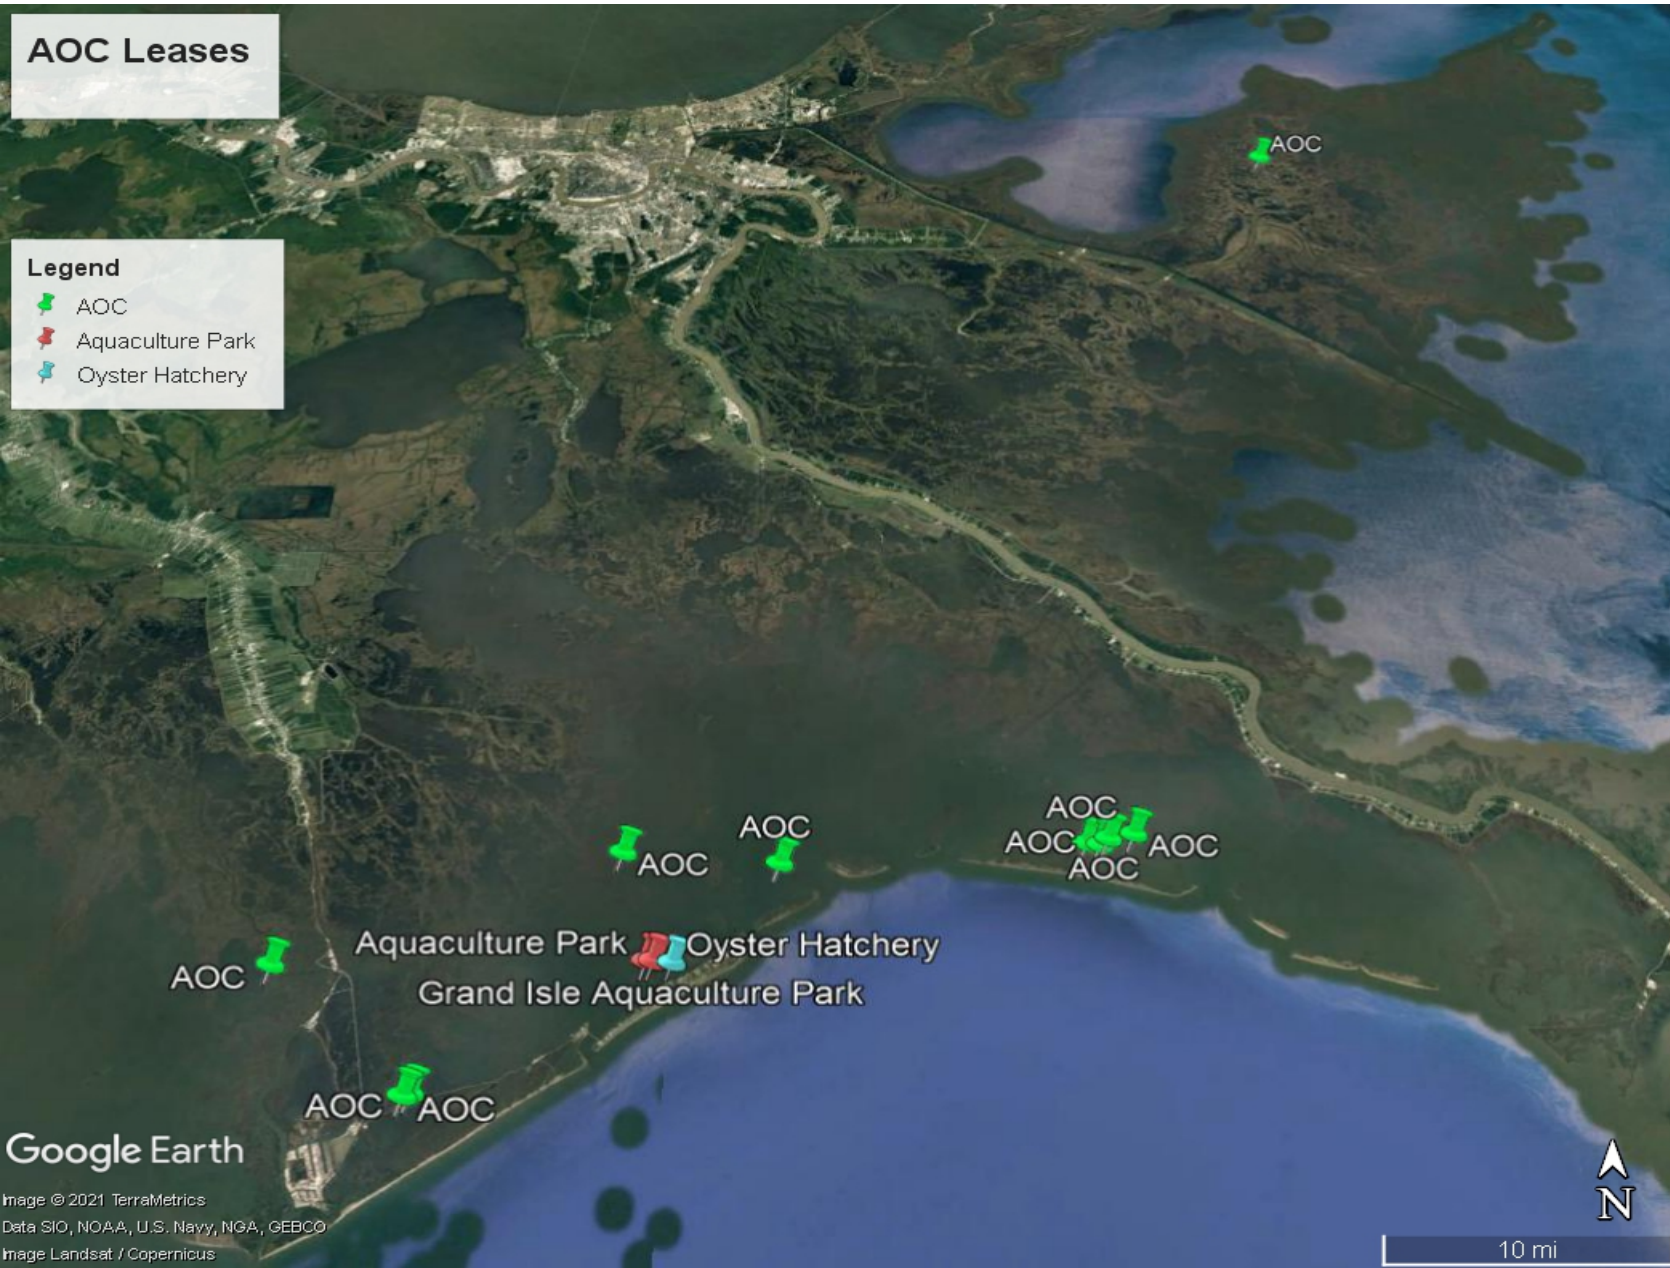 AOC Leases
AOC
Legend
AOC
Aquaculture Park
Oyster Hatchery
AOC
AOC
AOC
AOC
AOC
AOC
AOC
Aquaculture Park
Oyster Hatchery
AOC
Grand Isle Aquaculture Park
AOC
AOC
Google Earth
Image © 2021 TerraMetrics
Data SIO, NOAA, U.S. Navy, NGA, GEBCO
Image Landsat / Copernicus
N
10 mi